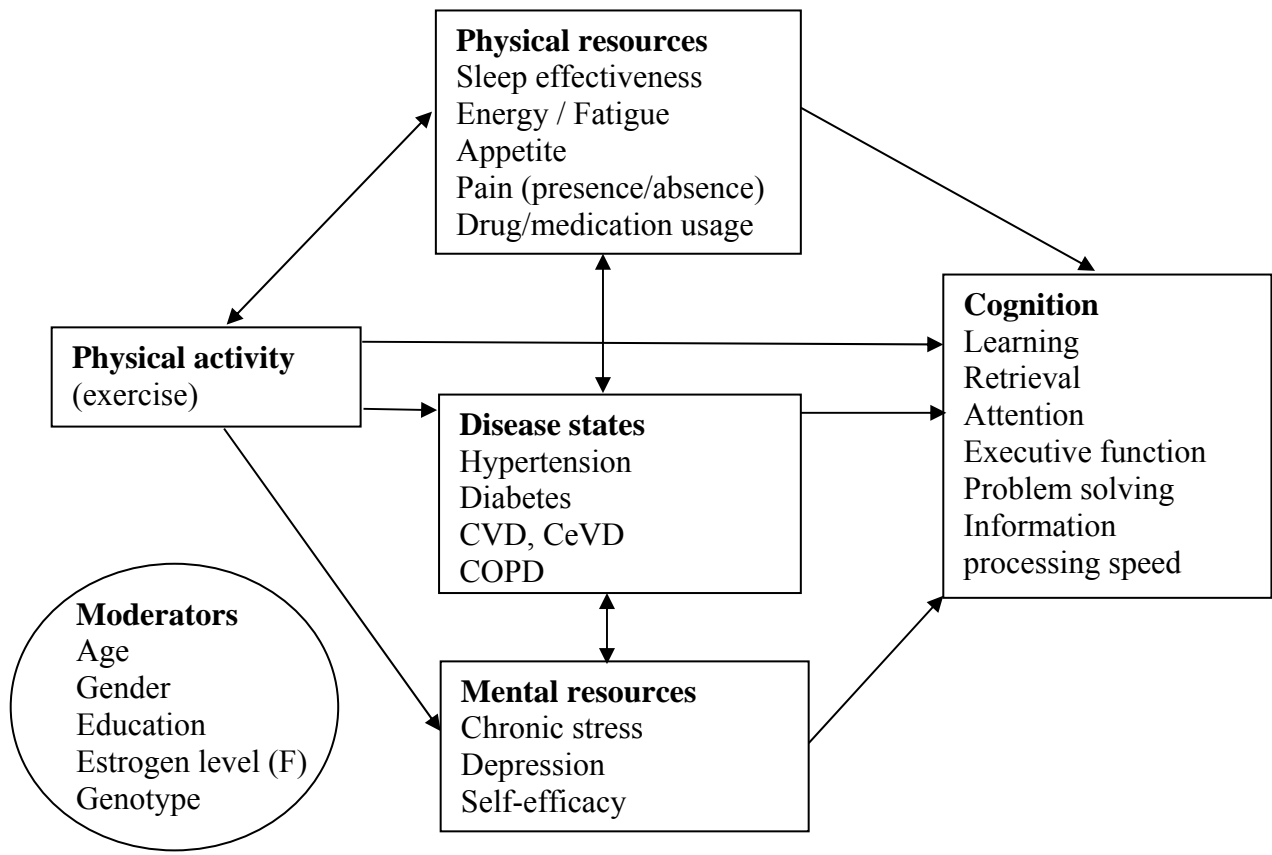 Physical resources
Sleep effectiveness
Energy / Fatigue
Appetite
Pain (presence/absence)
Drug/medication usage
Physical activity
(exercise)
Disease states
Hypertension
Diabetes
CVD, CeVD
COPD
Cognition
Learning
Retrieval
Attention
Executive function
Problem solving
Information
processing speed
Moderators
Age
Gender
Education
Estrogen level (F)
Genotype
Mental resources
Chronic stress
Depression
Self-efficacy